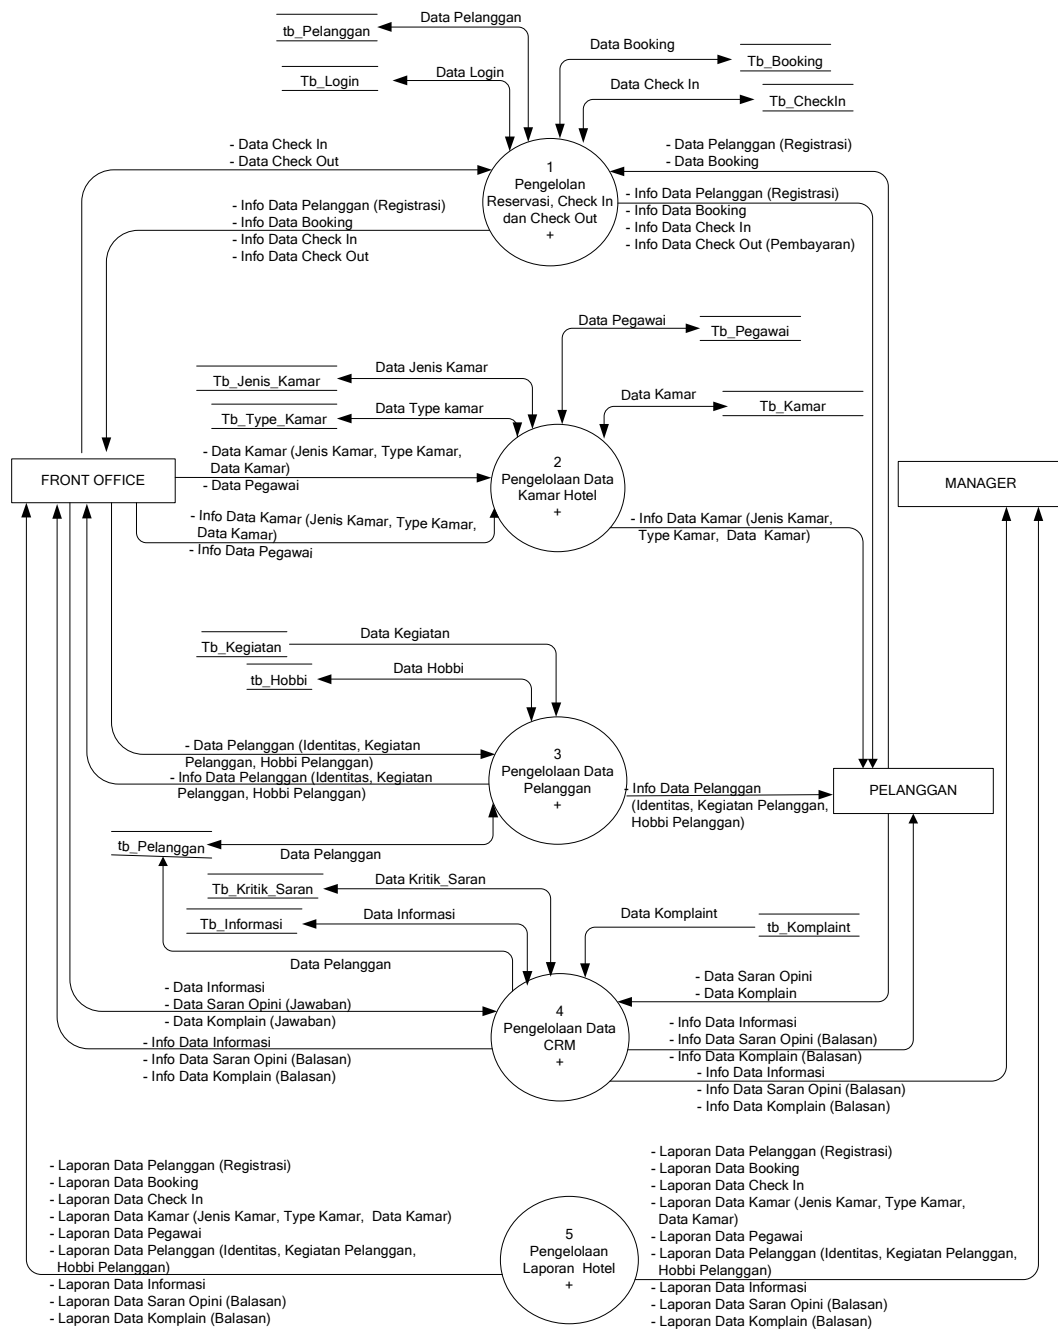 Data Pelanggan
tb_Pelanggan
Data Booking
Tb_Booking
Data Login
Tb_Login
Data Check In
Tb_CheckIn
- Data Check In
- Data Check Out
- Data Pelanggan (Registrasi)
- Data Booking
1
Pengelolan
Reservasi, Check In
dan Check Out
+
- Info Data Pelanggan (Registrasi)
- Info Data Booking
- Info Data Check In
- Info Data Check Out
- Info Data Pelanggan (Registrasi)
- Info Data Booking
- Info Data Check In
- Info Data Check Out (Pembayaran)
Data Pegawai
Tb_Pegawai
Data Jenis Kamar
Tb_Jenis_Kamar
Data Type kamar
Tb_Type_Kamar
Data Kamar
Tb_Kamar
- Data Kamar (Jenis Kamar, Type Kamar,
Data Kamar)
- Data Pegawai
FRONT OFFICE
2
Pengelolaan Data
Kamar Hotel
+
MANAGER
- Info Data Kamar (Jenis Kamar, Type Kamar,
Data Kamar)
- Info Data Pegawai
- Info Data Kamar (Jenis Kamar,
Type Kamar, Data Kamar)
Data Kegiatan
Tb_Kegiatan
Data Hobbi
tb_Hobbi
- Data Pelanggan (Identitas, Kegiatan
Pelanggan, Hobbi Pelanggan)
- Info Data Pelanggan (Identitas, Kegiatan
Pelanggan, Hobbi Pelanggan)
3
Pengelolaan Data
Pelanggan
+
- Info Data Pelanggan
(Identitas, Kegiatan Pelanggan,
Hobbi Pelanggan)
PELANGGAN
tb_Pelanggan
Data Pelanggan
Data Kritik_Saran
Tb_Kritik_Saran
Data Informasi
Tb_Informasi
Data Komplaint
tb_Komplaint
Data Pelanggan
- Data Informasi
- Data Saran Opini (Jawaban)
- Data Komplain (Jawaban)
- Data Saran Opini
- Data Komplain
4
Pengelolaan Data
CRM
+
- Info Data Informasi
- Info Data Saran Opini (Balasan)
- Info Data Komplain (Balasan)
- Info Data Informasi
- Info Data Saran Opini (Balasan)
- Info Data Komplain (Balasan)
- Info Data Informasi
- Info Data Saran Opini (Balasan)
- Info Data Komplain (Balasan)
- Laporan Data Pelanggan (Registrasi)
- Laporan Data Booking
- Laporan Data Check In
- Laporan Data Kamar (Jenis Kamar, Type Kamar, Data Kamar)
- Laporan Data Pegawai
- Laporan Data Pelanggan (Identitas, Kegiatan Pelanggan,
Hobbi Pelanggan)
- Laporan Data Informasi
- Laporan Data Saran Opini (Balasan)
- Laporan Data Komplain (Balasan)
5
Pengelolaan
Laporan Hotel
+
- Laporan Data Pelanggan (Registrasi)
- Laporan Data Booking
- Laporan Data Check In
- Laporan Data Kamar (Jenis Kamar, Type Kamar,
Data Kamar)
- Laporan Data Pegawai
- Laporan Data Pelanggan (Identitas, Kegiatan Pelanggan,
Hobbi Pelanggan)
- Laporan Data Informasi
- Laporan Data Saran Opini (Balasan)
- Laporan Data Komplain (Balasan)